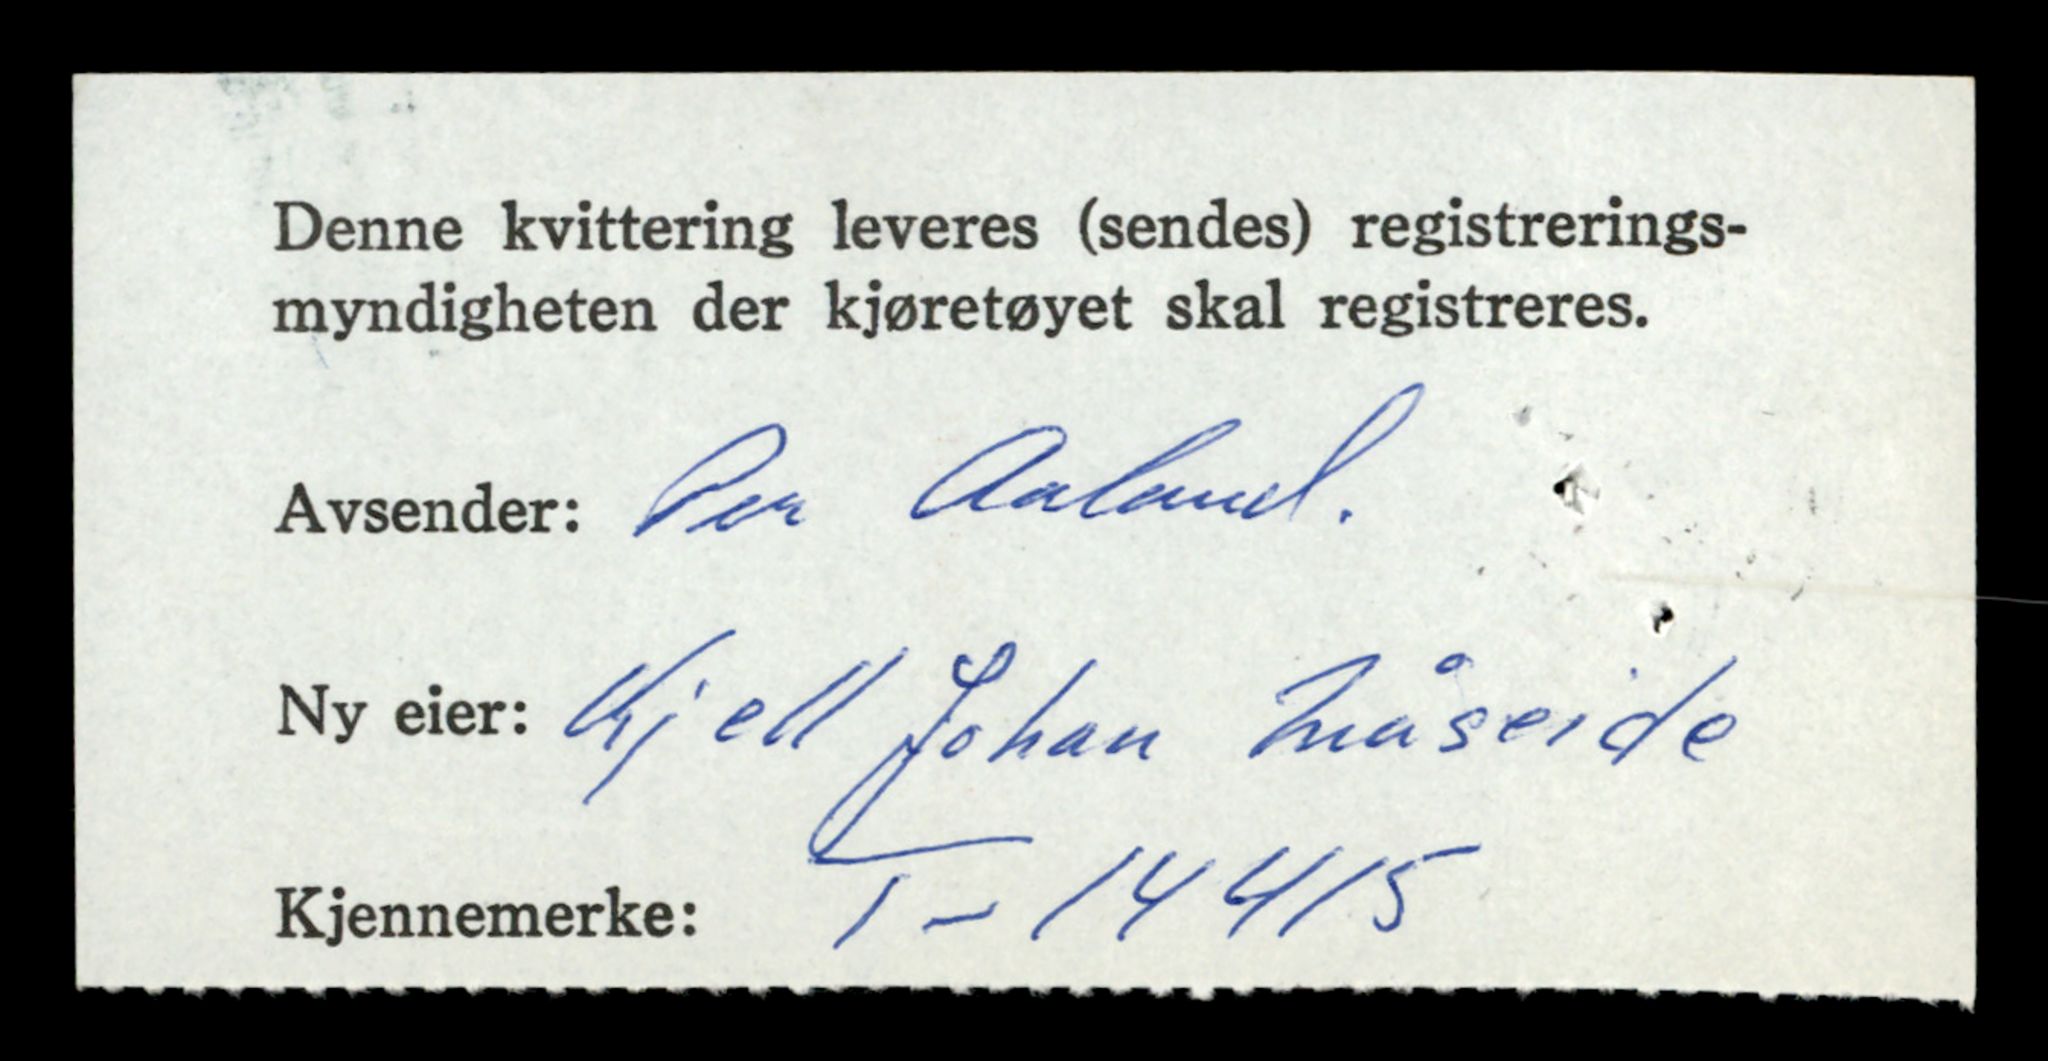 Denne kvittering leveres (sendes) registrerings-
myndigheten der kjøretøyet skal registreres.
Avsender: Per Aaland.
Ny eier: Kjell Johan Måseide
Kjennemerke: T-14415